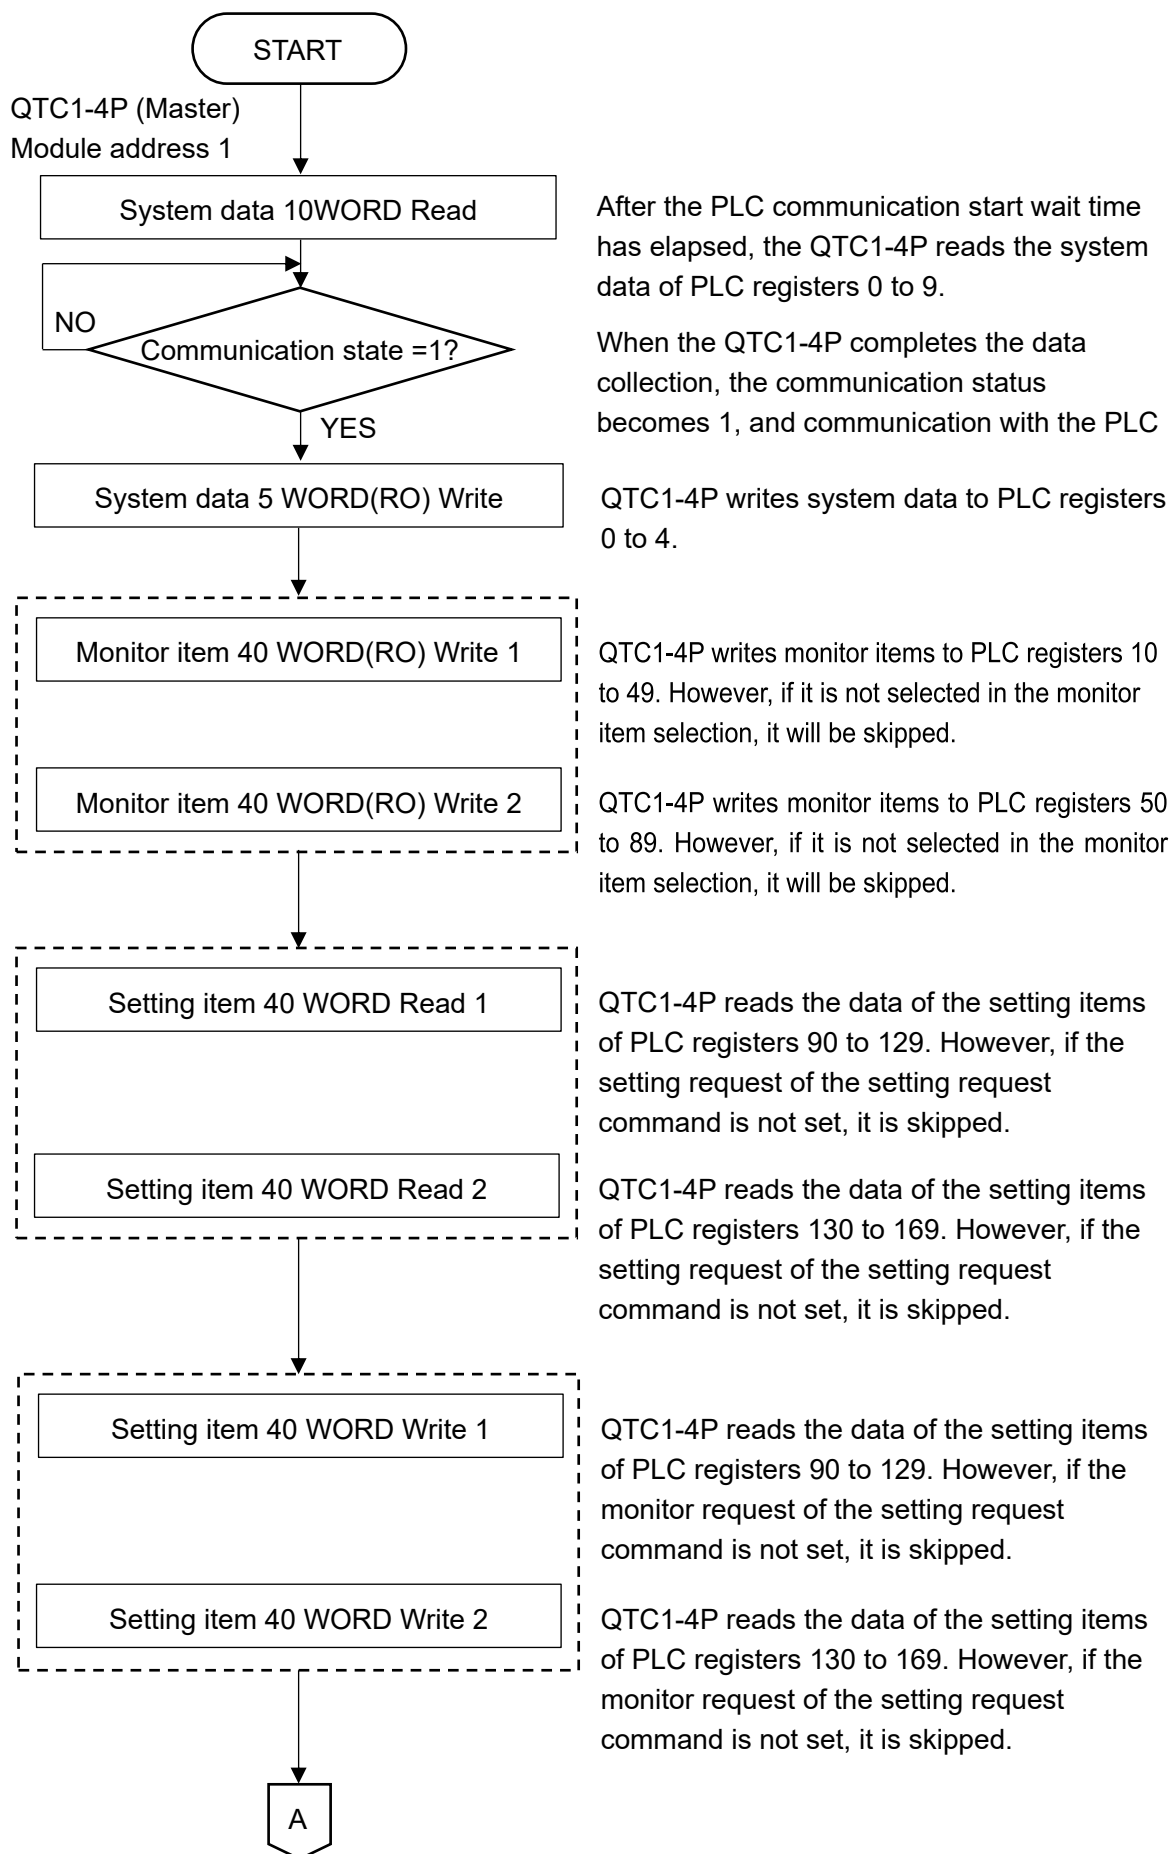 START
QTC1-4P (Master)
Module address 1
System data 10WORD Read
After the PLC communication start wait time
has elapsed, the QTC1-4P reads the system
data of PLC registers 0 to 9.
NO
Communication state =1?
When the QTC1-4P completes the data
collection, the communication status
becomes 1, and communication with the PLC
YES
System data 5 WORD(RO) Write
QTC1-4P writes system data to PLC registers
0 to 4.
Monitor item 40 WORD(RO) Write 1
QTC1-4P writes monitor items to PLC registers 10
to 49. However, if it is not selected in the monitor
item selection, it will be skipped.
Monitor item 40 WORD(RO) Write 2
QTC1-4P writes monitor items to PLC registers 50
to 89. However, if it is not selected in the monitor
item selection, it will be skipped.
Setting item 40 WORD Read 1
QTC1-4P reads the data of the setting items
of PLC registers 90 to 129. However, if the
setting request of the setting request
command is not set, it is skipped.
Setting item 40 WORD Read 2
QTC1-4P reads the data of the setting items
of PLC registers 130 to 169. However, if the
setting request of the setting request
command is not set, it is skipped.
Setting item 40 WORD Write 1
QTC1-4P reads the data of the setting items
of PLC registers 90 to 129. However, if the
monitor request of the setting request
command is not set, it is skipped.
Setting item 40 WORD Write 2
QTC1-4P reads the data of the setting items
of PLC registers 130 to 169. However, if the
monitor request of the setting request
command is not set, it is skipped.
A